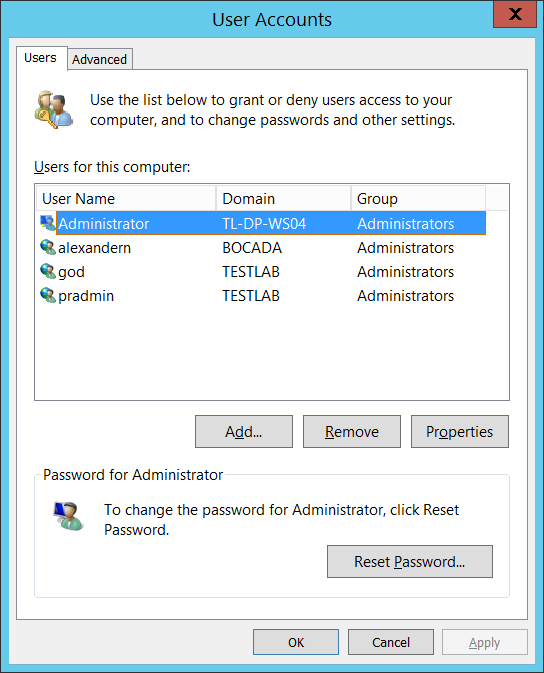 User Accounts
X
Users
Advanced
Use the list below to grant or deny users access to your
computer, and to change passwords and other settings.
Users for this computer:
User Name Domain Group
Administrator TL-DP-WS04 Administrators
alexandern BOCADA Administrators
god TESTLAB Administrators
pradmin TESTLAB Administrators
Add... Remove Properties
Password for Administrator
To change the password for Administrator, click Reset
Password.
Reset Password...
OK Cancel Apply